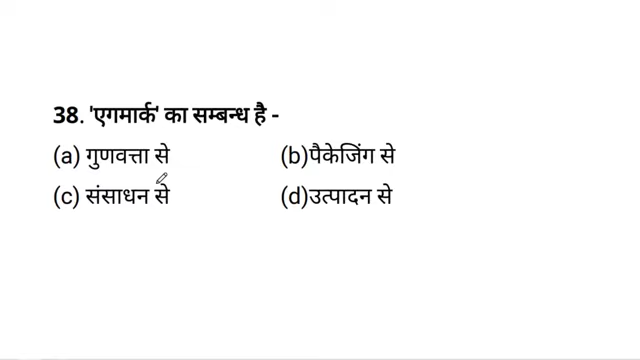 38. 'एगमार्क' का सम्बन्ध है -
(a) गुणवत्ता से (b)पैकेजिंग से
(c) संसाधन से (d)उत्पादन से